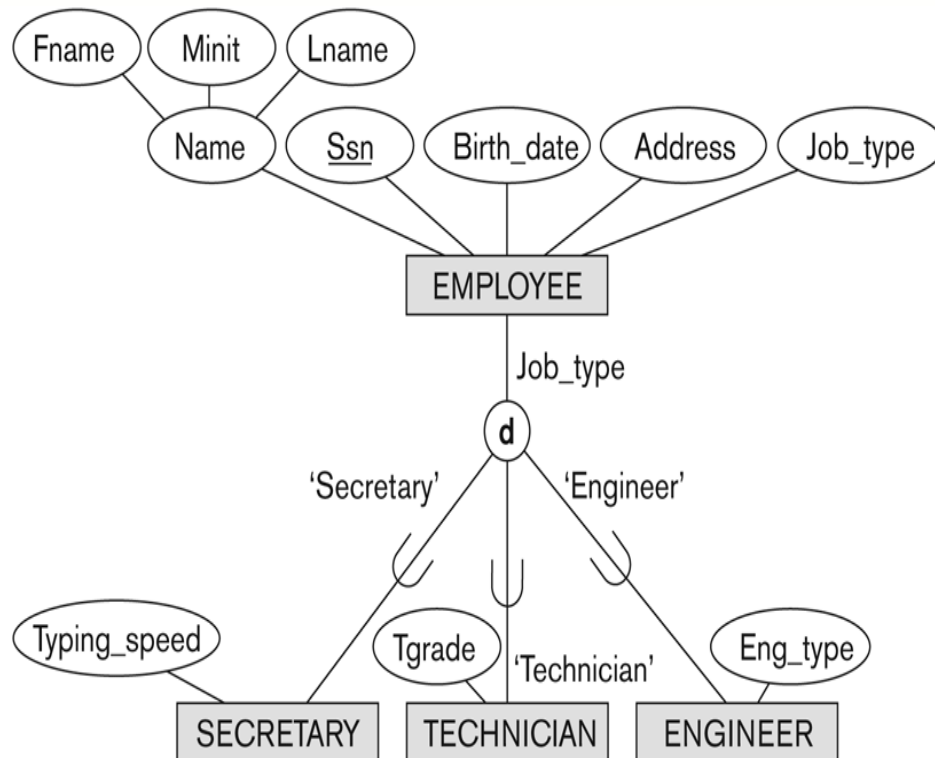 Fname Minit Lname
Name Ssn Birth_date Address Job_type
EMPLOYEE
Job_type
d
‘Secretary’ ‘Engineer’
Typing_speed Tgrade ‘Technician’ Eng_type
SECRETARY TECHNICIAN ENGINEER